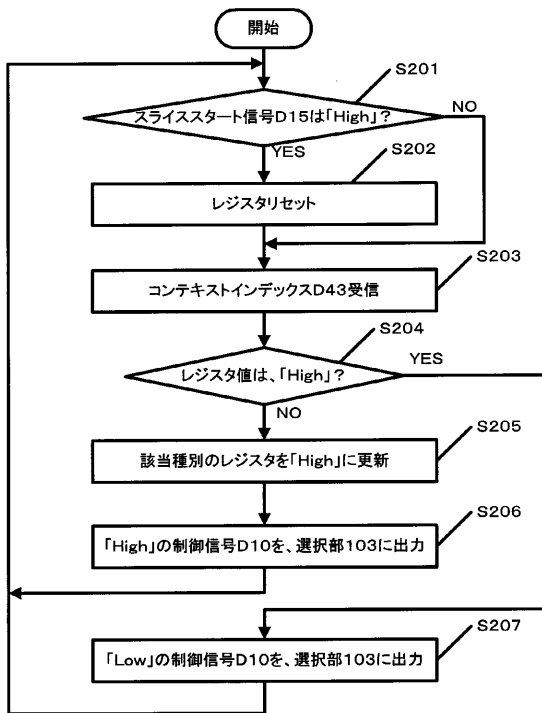 開始
S201
スライススタート信号D15は「High」?
NO
YES
S202
レジスタリセット
S203
コンテキストインデックスD43受信
S204
レジスタ値は、「High」?
YES
NO
S205
該当種別のレジスタを「High」に更新
S206
「High」の制御信号D10を、選択部103に出力
S207
「Low」の制御信号D10を、選択部103に出力